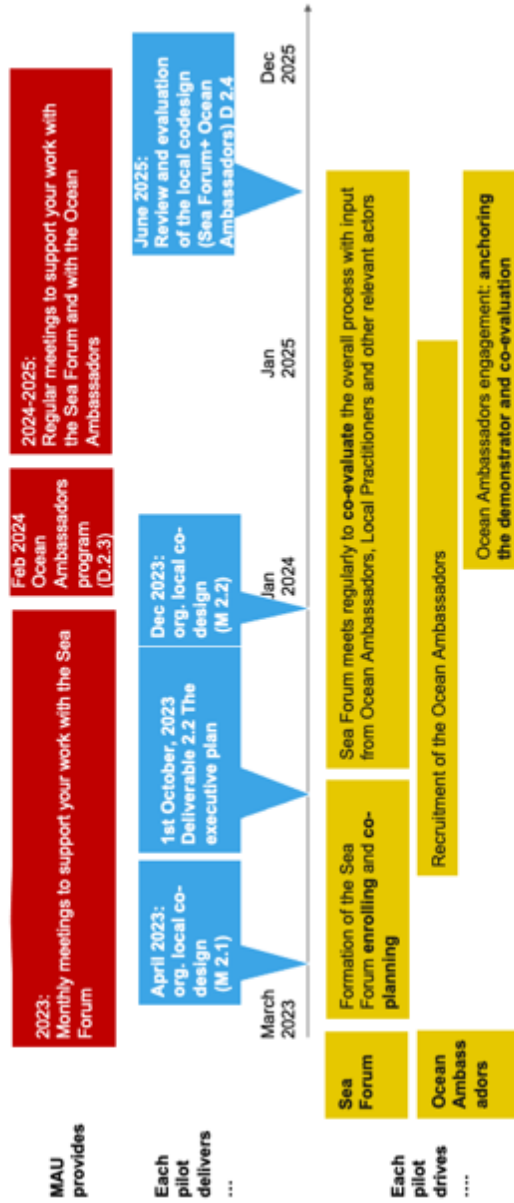 MAU
provides
2023:
Monthly meetings to support your work with the Sea
Forum
Feb 2024
Ocean
Ambassadors
program
(D.2.3)
2024-2025:
Regular meetings to support your work with
the Sea Forum and with the Ocean
Ambassadors
Each
pilot
delivers
....
April 2023:
org. local co-
design
(M 2.1)
1st October, 2023
Deliverable 2.2 The
executive plan
Dec 2023:
org. local co-
design
(M 2.2)
June 2025:
Review and evaluation
of the local codesign
(Sea Forum+ Ocean
Ambassadors) D 2.4
March
2023
Jan
2024
Jan
2025
Dec
2025
Each
pilot
drives
....
Sea
Forum
Formation of the Sea
Forum enrolling and co-
planning
Sea Forum meets regularly to co-evaluate the overall process with input
from Ocean Ambassadors, Local Practitioners and other relevant actors
Ocean
Ambass
adors
Recruitment of the Ocean Ambassadors
Ocean Ambassadors engagement: anchoring
the demonstrator and co-evaluation